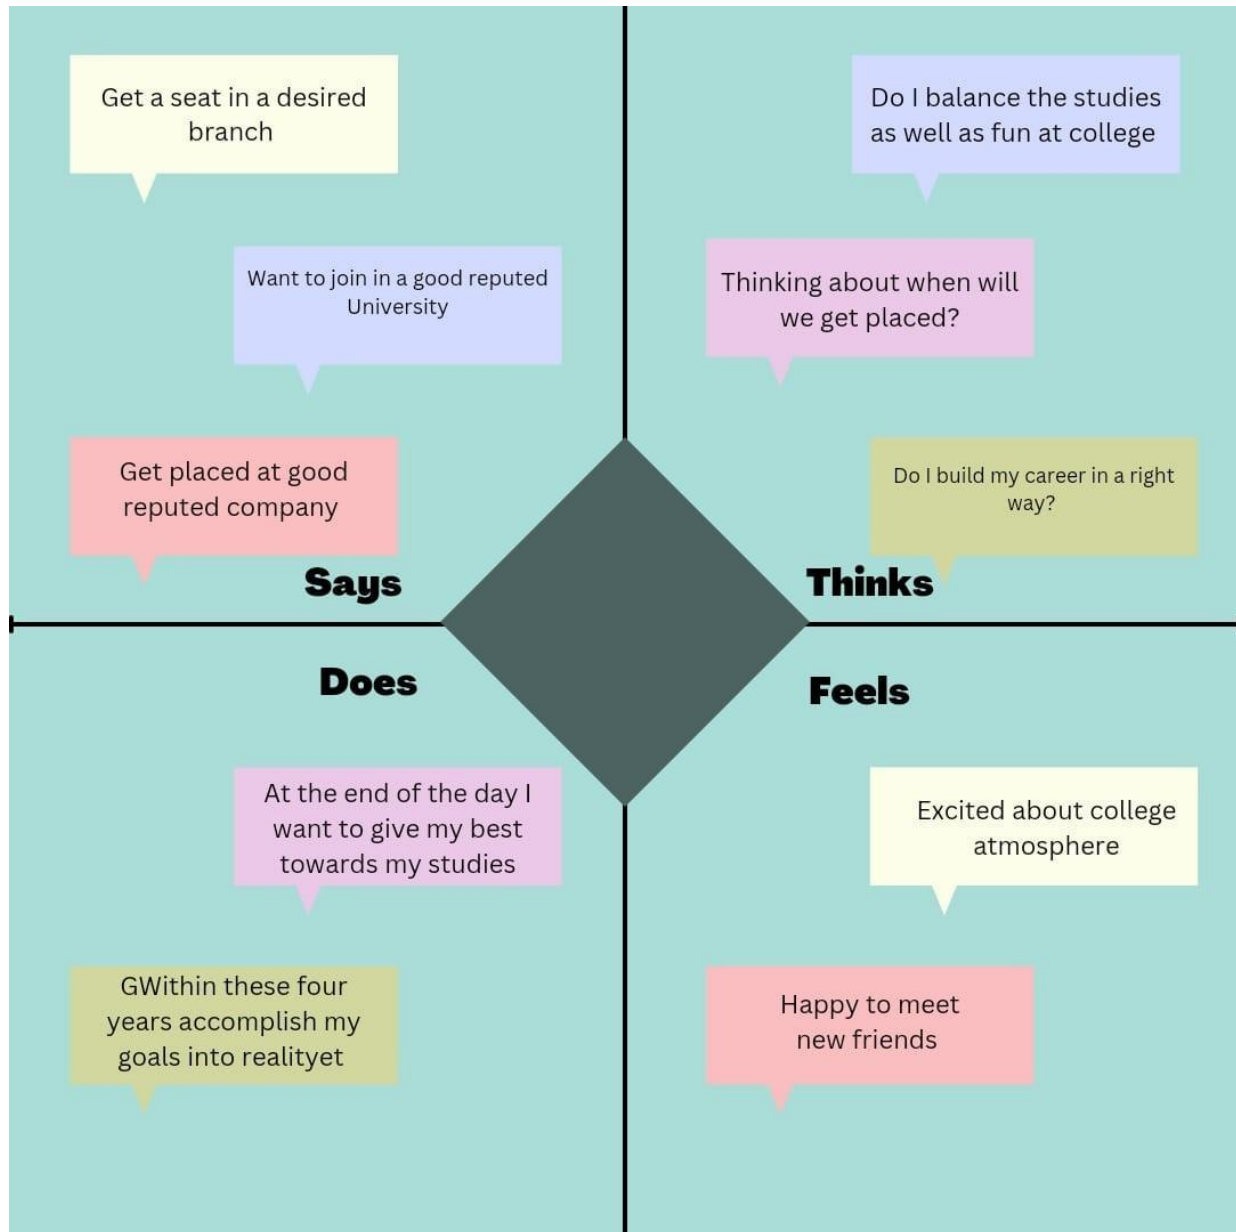 Get a seat in a desired
branch
Want to join in a good reputed
University
Get placed at good
reputed company
Says
Do I balance the studies
as well as fun at college
Thinking about when will
we get placed?
Do I build my career in a right
way?
Thinks
Does
At the end of the day I
want to give my best
towards my studies
GWithin these four
years accomplish my
goals into realityet
Feels
Excited about college
atmosphere
Happy to meet
new friends